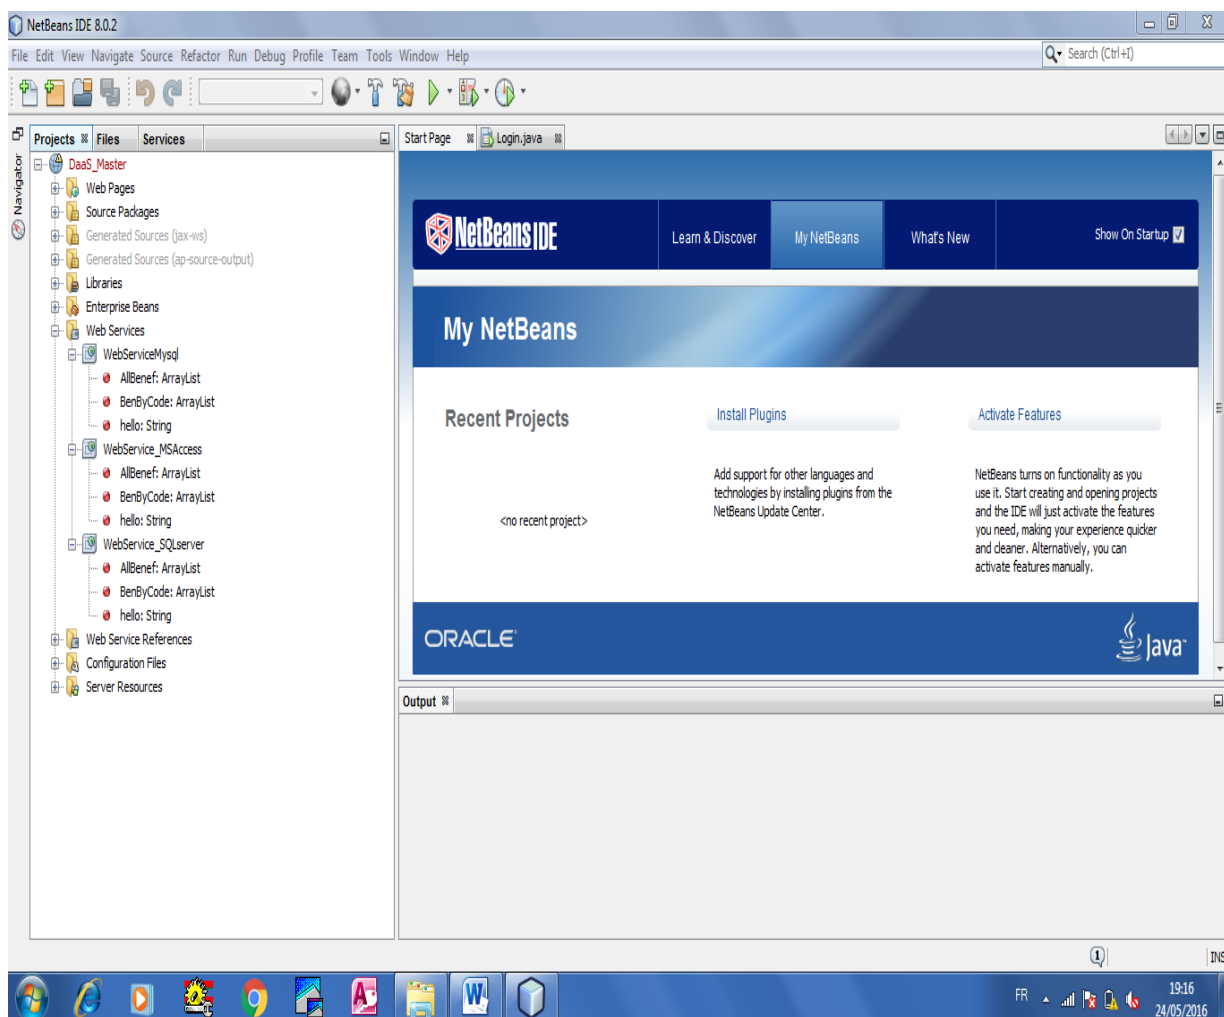 NetBeans IDE 8.0.2
File Edit View Navigate Source Refactor Run Debug Profile Team Tools Window Help
Search (Ctrl+I)
Navigator
Projects Files Services
DaaS_Master
Web Pages
Source Packages
Generated Sources (jax-ws)
Generated Sources (ap-source-output)
Libraries
Enterprise Beans
Web Services
WebServiceMysql
AllBenef: ArrayList
BenByCode: ArrayList
hello: String
WebService_MSAccess
AllBenef: ArrayList
BenByCode: ArrayList
hello: String
WebService_SQLserver
AllBenef: ArrayList
BenByCode: ArrayList
hello: String
Web Service References
Configuration Files
Server Resources
Start Page Login.java
NetBeans IDE
Learn & Discover
My NetBeans
What's New
Show On Startup
My NetBeans
Recent Projects
<no recent project>
Install Plugins
Add support for other languages and
technologies by installing plugins from the
NetBeans Update Center.
Activate Features
NetBeans turns on functionality as you
use it. Start creating and opening projects
and the IDE will just activate the features
you need, making your experience quicker
and cleaner. Alternatively, you can
activate features manually.
ORACLE
Java
Output
1
INS
FR
19:16
24/05/2016